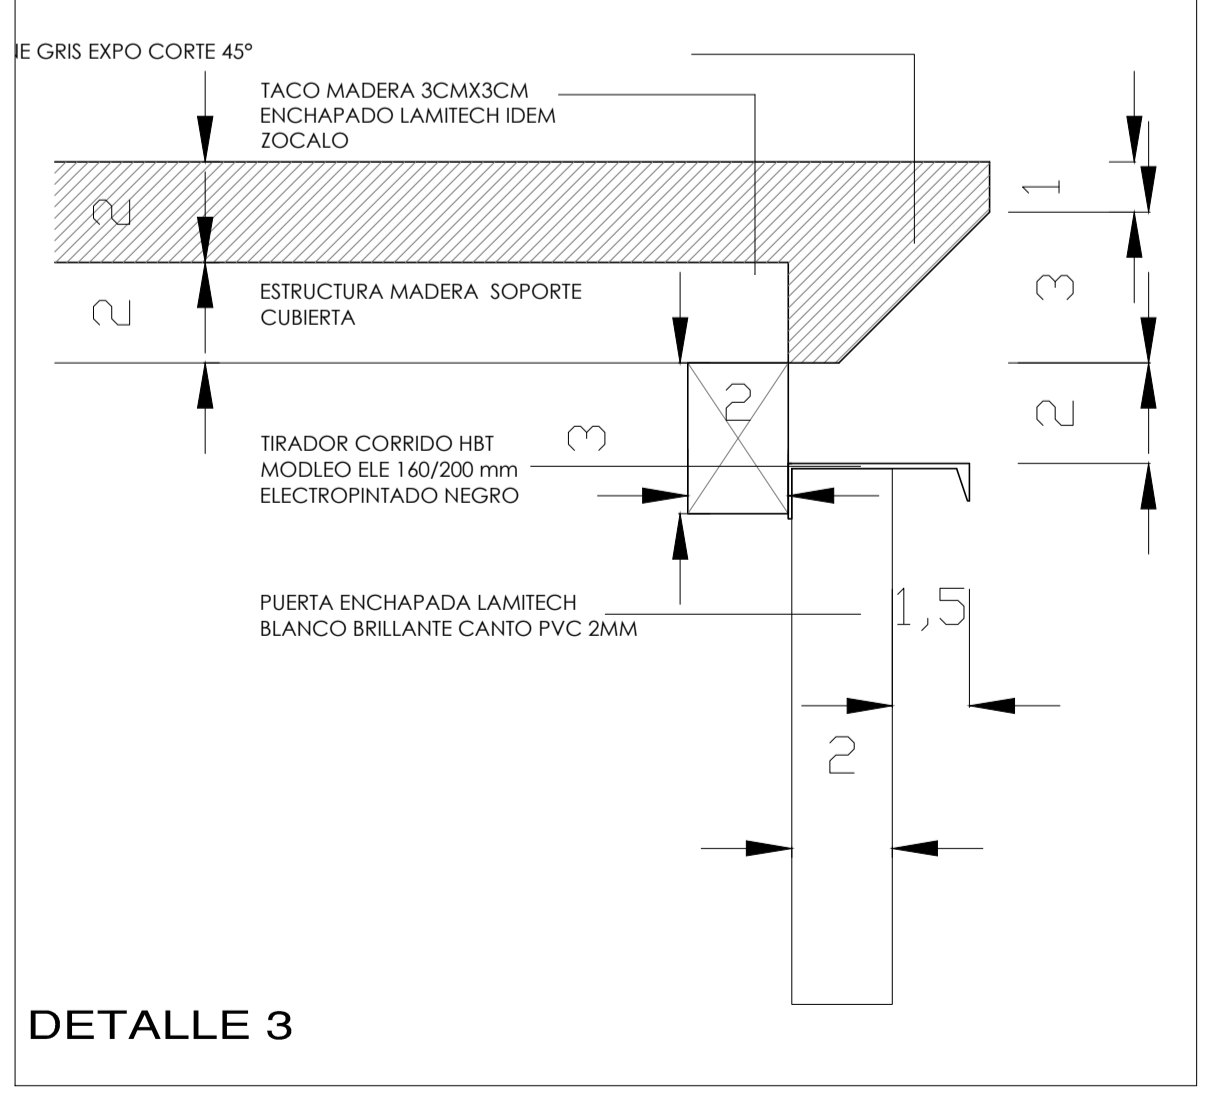 GRIS EXPO CORTE 45°
TACO MADERA 3CMX3CM
ENCHAPADO LAMITECH IDEM
ZOCALO
2
1
ESTRUCTURA MADERA SOPORTE
CUBIERTA
2
3
2
3
2
TIRADOR CORRIDO HBT
MODLEO ELE 160/200 mm
ELECTROPINTADO NEGRO
PUERTA ENCHAPADA LAMITECH
BLANCO BRILLANTE CANTO PVC 2MM
1,5
2
DETALLE 3